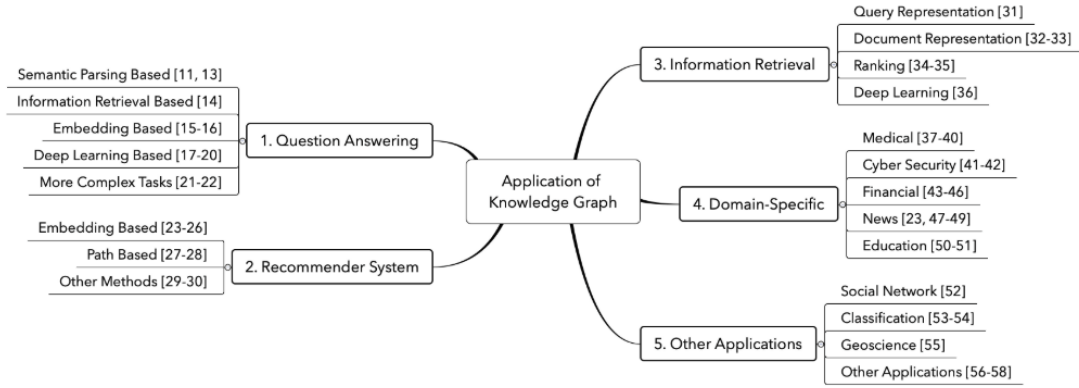 Application of
Knowledge Graph
1. Question Answering
Semantic Parsing Based [11, 13]
Information Retrieval Based [14]
Embedding Based [15-16]
Deep Learning Based [17-20]
More Complex Tasks [21-22]
2. Recommender System
Embedding Based [23-26]
Path Based [27-28]
Other Methods [29-30]
3. Information Retrieval
Query Representation [31]
Document Representation [32-33]
Ranking [34-35]
Deep Learning [36]
4. Domain-Specific
Medical [37-40]
Cyber Security [41-42]
Financial [43-46]
News [23, 47-49]
Education [50-51]
5. Other Applications
Social Network [52]
Classification [53-54]
Geoscience [55]
Other Applications [56-58]